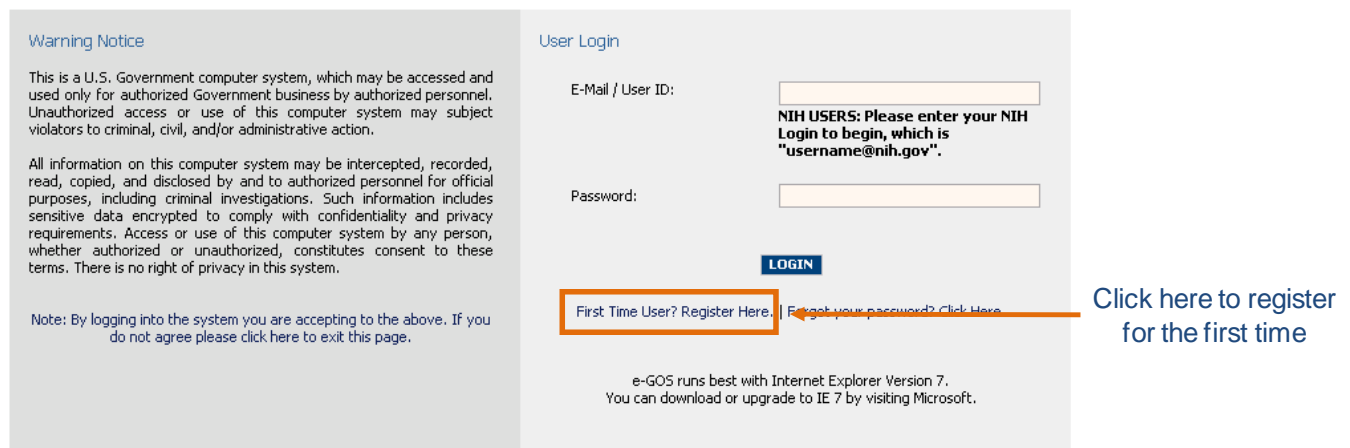 Warning Notice
This is a U.S. Government computer system, which may be accessed and
used only for authorized Government business by authorized personnel.
Unauthorized access or use of this computer system may subject
violators to criminal, civil, and/or administrative action.
All information on this computer system may be intercepted, recorded,
read, copied, and disclosed by and to authorized personnel for official
purposes, including criminal investigations. Such information includes
sensitive data encrypted to comply with confidentiality and privacy
requirements. Access or use of this computer system by any person,
whether authorized or unauthorized, constitutes consent to these
terms. There is no right of privacy in this system.
Note: By logging into the system you are accepting to the above. If you
do not agree please click here to exit this page.
User Login
E-Mail / User ID:
NIH USERS: Please enter your NIH
Login to begin, which is
"username@nih.gov".
Password:
LOGIN
First Time User? Register Here. | Forgot your password? Click Here
e-GOS runs best with Internet Explorer Version 7.
You can download or upgrade to IE 7 by visiting Microsoft.
Click here to register
for the first time